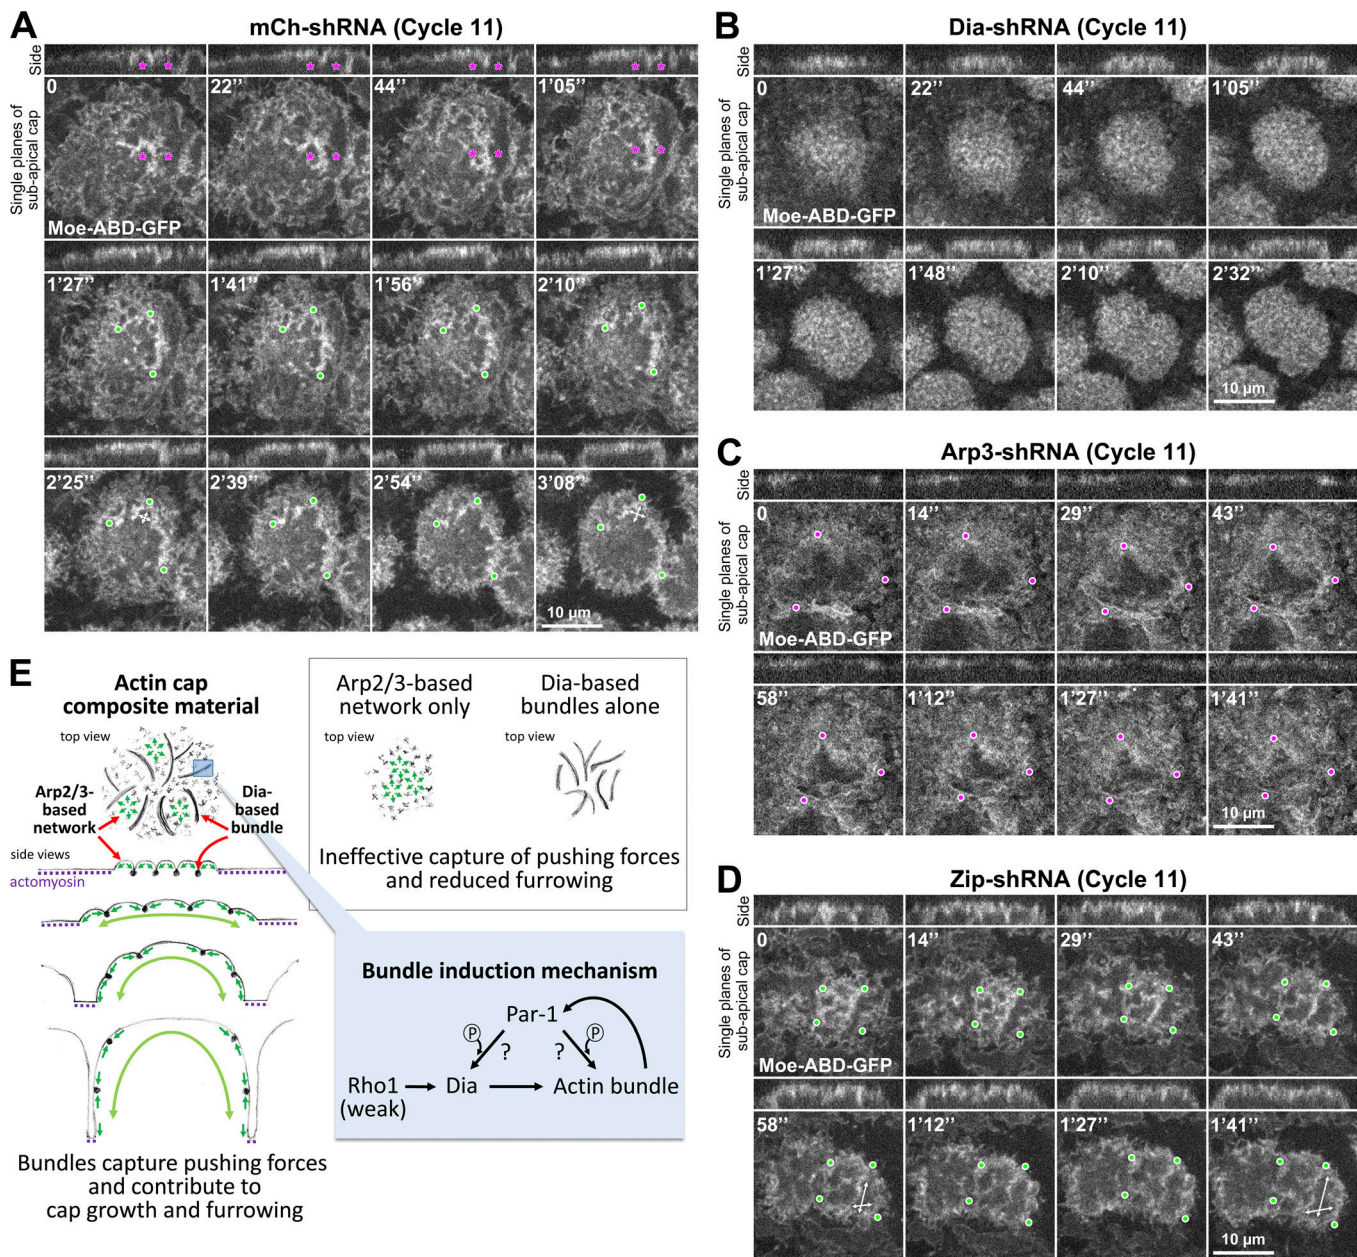 A
mCh-shRNA (Cycle 11)
Side
Single planes of
sub-apical cap
0
22’’
44’’
1’05’’
Moe-ABD-GFP
1’27’’
1’41’’
1’56’’
2’10’’
2’25’’
2’39’’
2’54’’
3’08’’
10 µm
B
Dia-shRNA (Cycle 11)
Side
Single planes of
sub-apical cap
0
22’’
44’’
1’05’’
Moe-ABD-GFP
1’27’’
1’48’’
2’10’’
2’32’’
10 µm
C
Arp3-shRNA (Cycle 11)
Side
Single planes of
sub-apical cap
0
14’’
29’’
43’’
Moe-ABD-GFP
58’’
1’12’’
1’27’’
1’41’’
10 µm
D
Zip-shRNA (Cycle 11)
Side
Single planes of
sub-apical cap
0
14’’
29’’
43’’
Moe-ABD-GFP
58’’
1’12’’
1’27’’
1’41’’
10 µm
E
Actin cap
composite material
top view
Arp2/3-
based
network
Dia-
based
bundle
side views
actomyosin
Bundles capture pushing forces
and contribute to
cap growth and furrowing
Arp2/3-based
network only
top view
Dia-based
bundles alone
top view
Ineffective capture of pushing forces
and reduced furrowing
Bundle induction mechanism
Par-1
P
?
?
P
Rho1
(weak)
Dia
Actin bundle